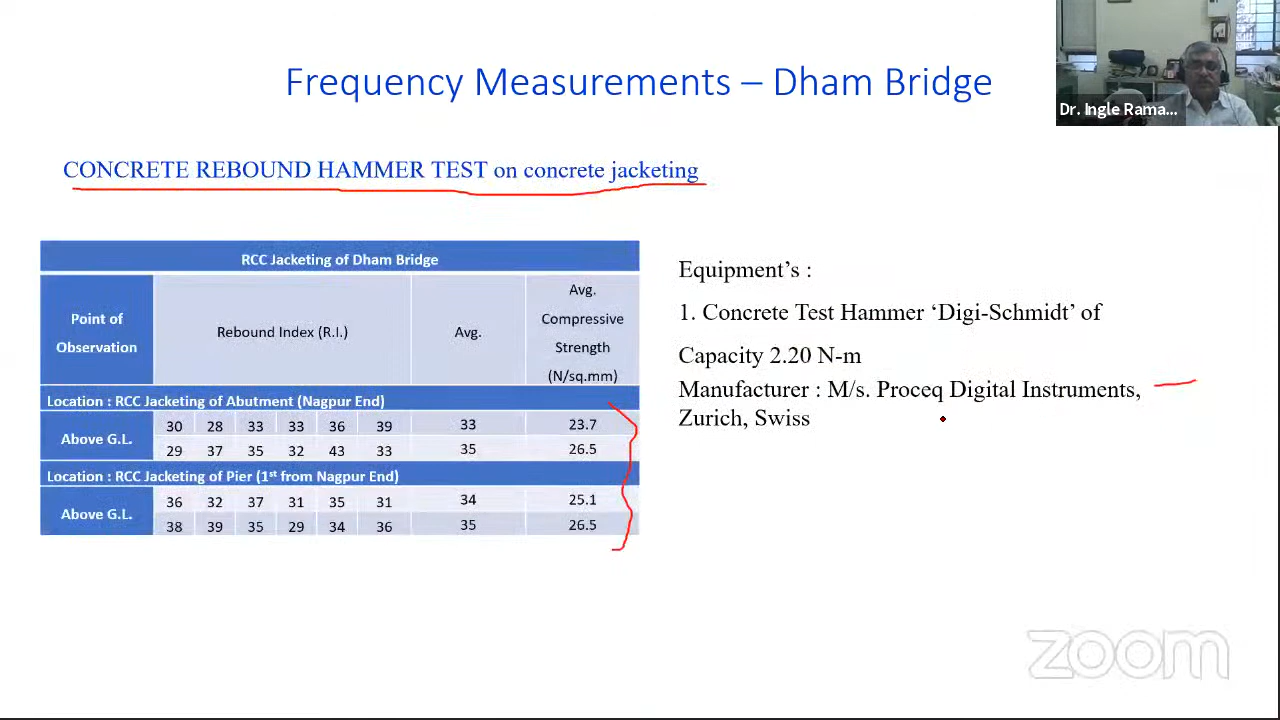 Frequency Measurements – Dham Bridge
Dr. Ingle Rama...
CONCRETE REBOUND HAMMER TEST on concrete jacketing
RCC Jacketing of Dham Bridge
Point of Observation Rebound Index (R.I.) Avg. Avg. Compressive Strength (N/sq.mm)
Location : RCC Jacketing of Abutment (Nagpur End)
Above G.L. 30 28 33 33 36 39 33 23.7
29 37 35 32 43 33 35 26.5
Location : RCC Jacketing of Pier (1st from Nagpur End)
Above G.L. 36 32 37 31 35 31 34 25.1
38 39 35 29 34 36 35 26.5
Equipment’s :
1. Concrete Test Hammer ‘Digi-Schmidt’ of
Capacity 2.20 N-m
Manufacturer : M/s. Proceq Digital Instruments,
Zurich, Swiss
zoom